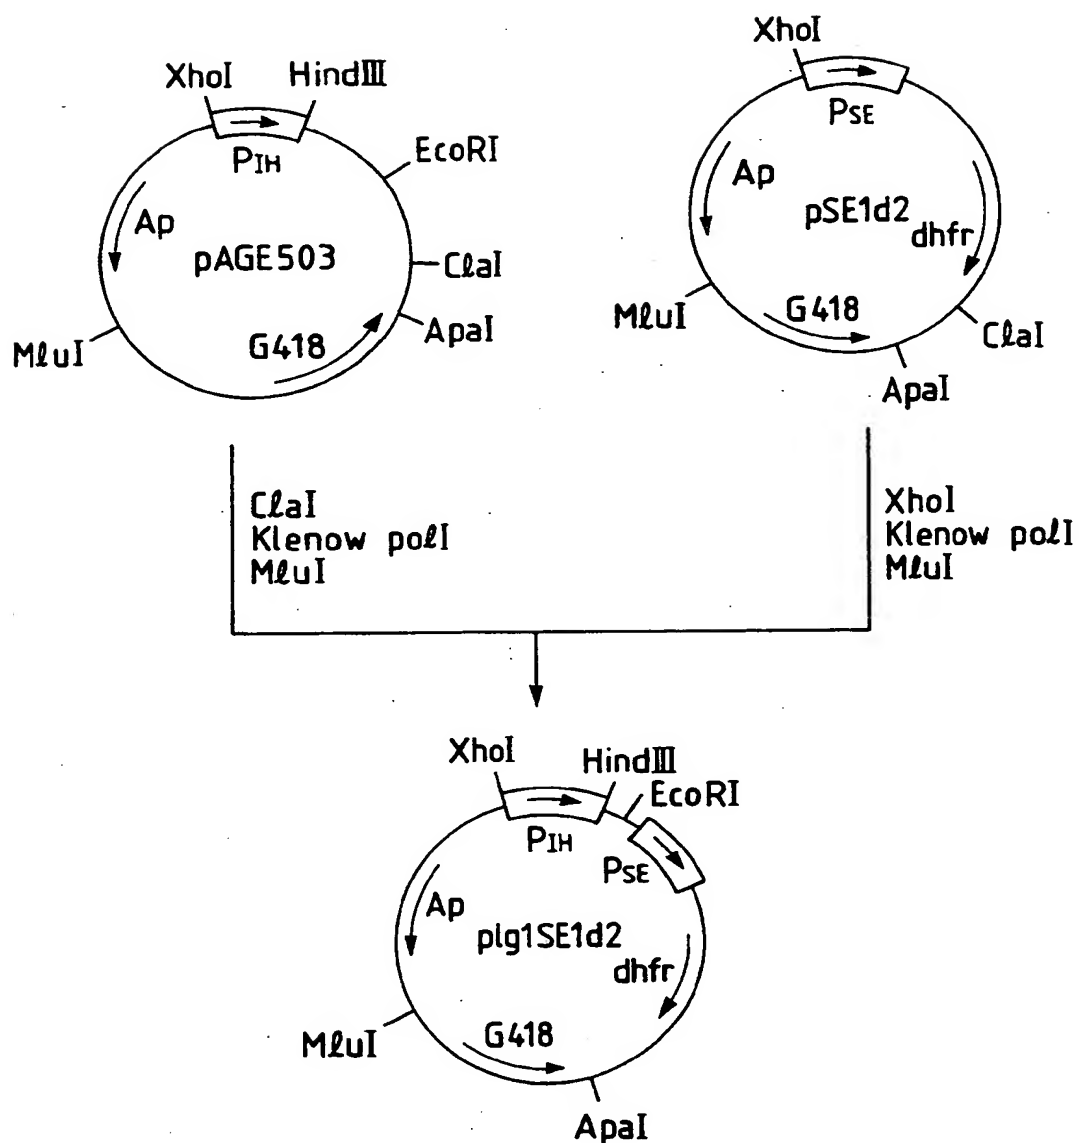 XhoI
HindIII
PIH
EcoRI
Ap
pAGE503
ClaI
MluI
G418
ApaI
XhoI
PSE
Ap
pSE1d2
dhfr
MluI
G418
ClaI
ApaI
ClaI
Klenow polI
MluI
XhoI
Klenow polI
MluI
XhoI
HindIII
EcoRI
PIH
PSE
Ap
pIg1SE1d2
dhfr
MluI
G418
ApaI